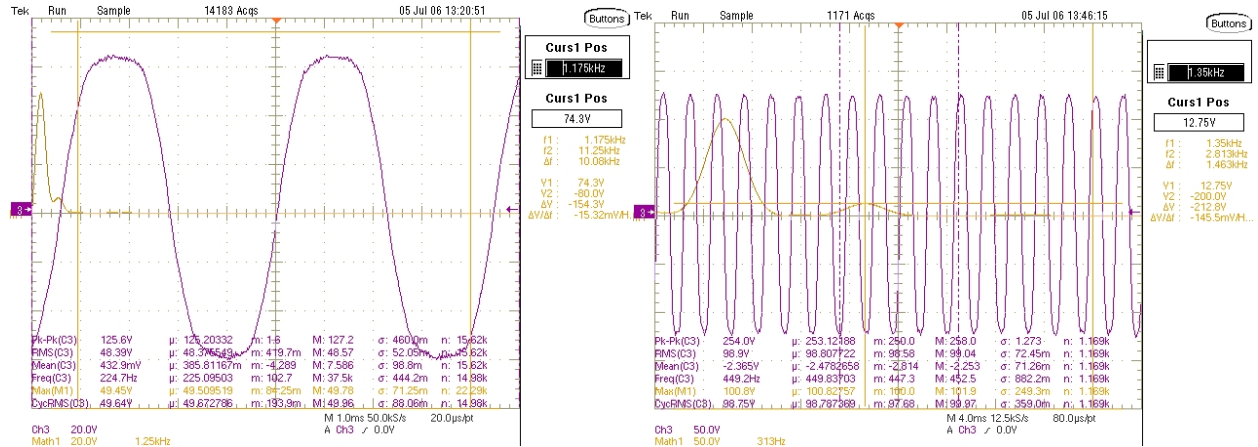 Tek Run Sample 14183 Acqs 05 Jul 06 13:20:51
Buttons
Curs1 Pos
1.175kHz
Curs1 Pos
74.3V
f1 : 1.175kHz
f2 : 11.25kHz
Δf : 10.08kHz
V1 : 74.3V
V2 : -80.0V
ΔV : -154.3V
ΔV/Δf : -15.32mV/H...
3
Pk-Pk(C3) 125.6V μ: 125.20332 m: 1.6 M: 127.2 σ: 460.0m n: 15.62k
RMS(C3) 48.39V μ: 48.376549 m: 419.7m M: 48.57 σ: 52.05m n: 15.62k
Mean(C3) 432.9mV μ: 385.81167m m: -4.289 M: 7.586 σ: 98.8m n: 15.62k
Freq(C3) 224.7Hz μ: 225.09503 m: 102.7 M: 37.5k σ: 444.2m n: 14.98k
Max(M1) 49.45V μ: 49.509519 M: 49.78 σ: 71.25m n: 22.29k
CycRMS(C3) 49.64V μ: 49.672786 m: 193.9m M: 49.96 σ: 88.06m n: 14.98k
M 1.0ms 50.0kS/s 20.0μs/pt
A Ch3 ∕ 0.0V
Ch3 20.0V
Math1 20.0V 1.25kHz
Tek Run Sample 1171 Acqs 05 Jul 06 13:46:15
Buttons
1.35kHz
Curs1 Pos
12.75V
f1 : 1.35kHz
f2 : 2.813kHz
Δf : 1.463kHz
V1 : 12.75V
V2 : -200.0V
ΔV : -212.8V
ΔV/Δf : -145.5mV/H...
3
Pk-Pk(C3) 254.0V μ: 253.12188 m: 250.0 M: 258.0 σ: 1.273 n: 1.169k
RMS(C3) 98.9V μ: 98.807722 m: 98.58 M: 99.04 σ: 72.45m n: 1.169k
Mean(C3) -2.365V μ: -2.4782658 m: -2.814 M: -2.253 σ: 71.26m n: 1.169k
Freq(C3) 449.2Hz μ: 449.83703 m: 447.3 M: 452.5 σ: 882.2m n: 1.169k
Max(M1) 100.8V μ: 100.82757 m: 100.0 M: 101.9 σ: 249.3m n: 1.169k
CycRMS(C3) 98.75V μ: 98.787369 m: 97.68 M: 99.97 σ: 359.0m n: 1.169k
M 4.0ms 12.5kS/s 80.0μs/pt
A Ch3 ∕ 0.0V
Ch3 50.0V
Math1 50.0V 313Hz